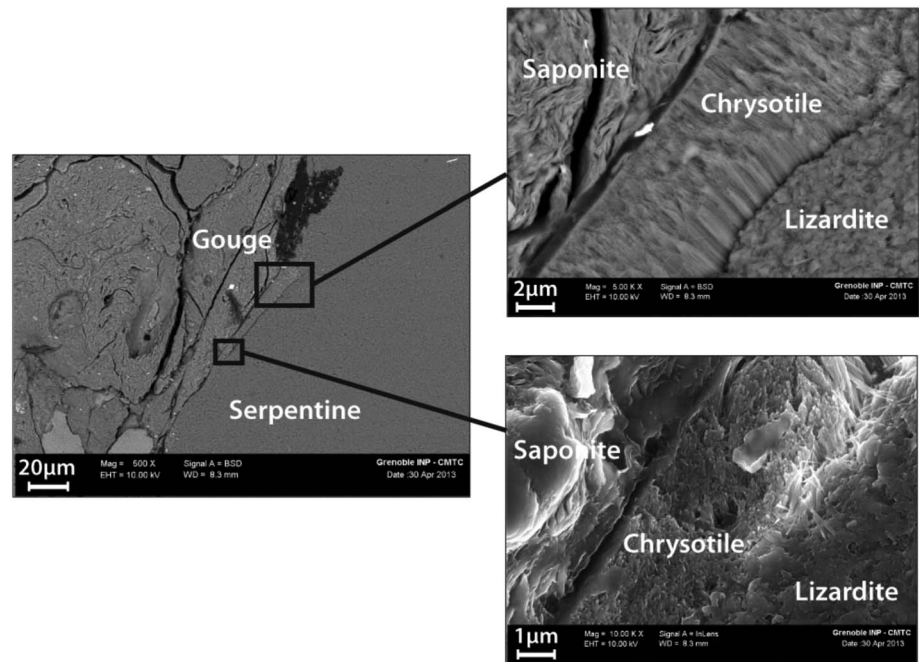 Gouge
Serpentine
20µm
Mag = 500 X Signal A = BSD Grenoble INP - CMTC
EHT = 10.00 kV WD = 8.3 mm Date :30 Apr 2013
Saponite
Chrysotile
Lizardite
2µm
Mag = 5.00 K X Signal A = BSD Grenoble INP - CMTC
EHT = 10.00 kV WD = 8.3 mm Date :30 Apr 2013
Saponite
Chrysotile
Lizardite
1µm
Mag = 10.00 K X Signal A = InLens Grenoble INP - CMTC
EHT = 10.00 kV WD = 8.3 mm Date :30 Apr 2013